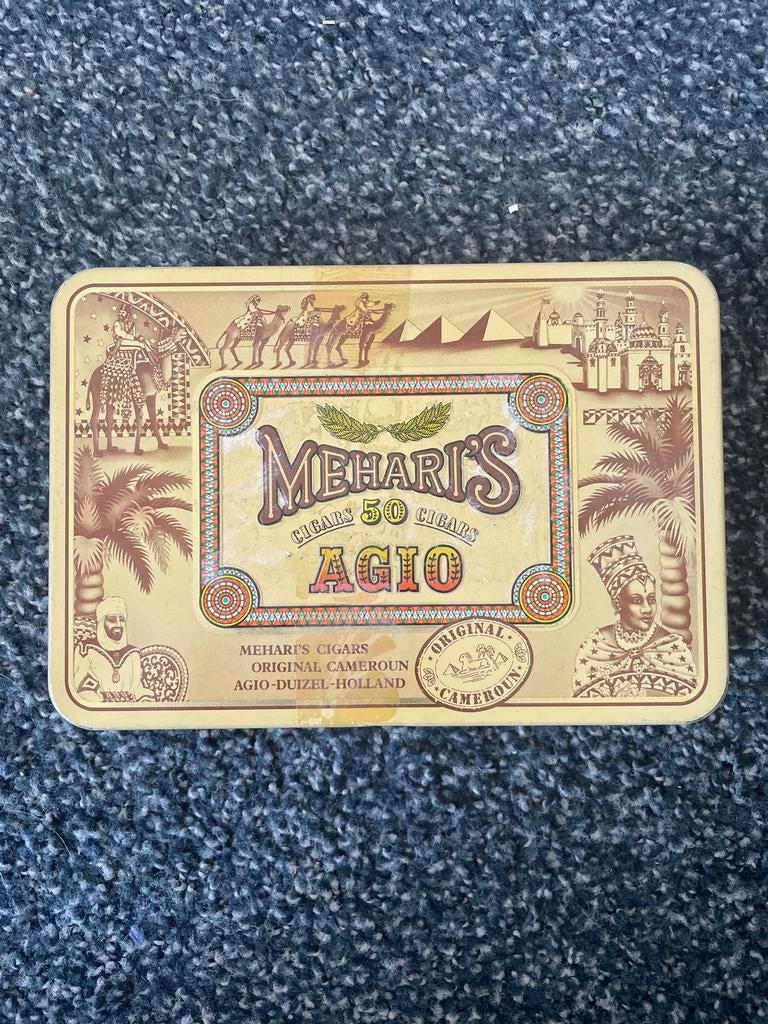 MEHARI'S
CIGARS 50 CIGARS
AGIO
MEHARI'S CIGARS
ORIGINAL CAMEROUN
AGIO-DUIZEL-HOLLAND
ORIGINAL
CAMEROUN